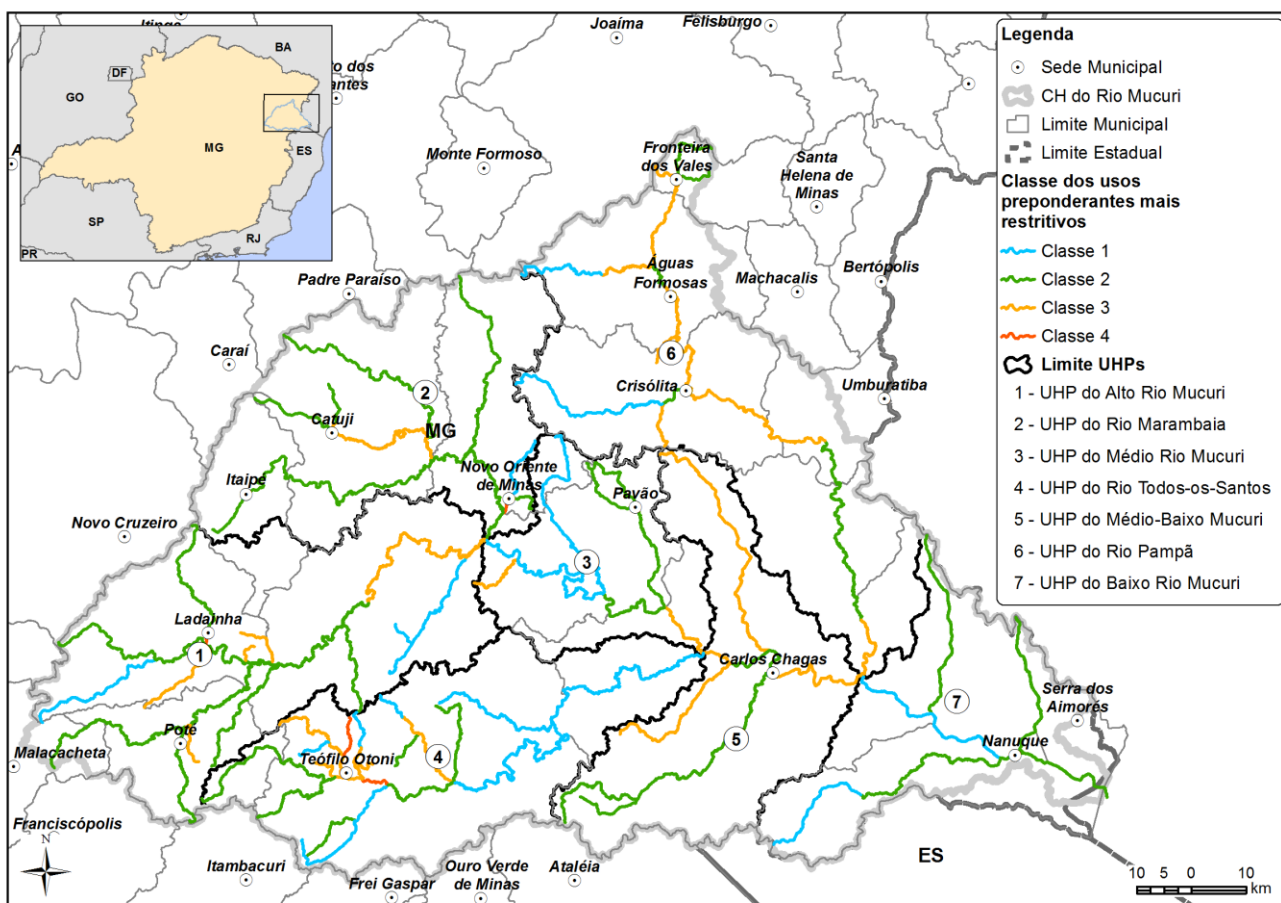 Itinga
Joaíma
Felisburgo
BA
DF
GO
MG
ES
SP
RJ
PR
to dos
antes
A
Monte Formoso
Fronteira
dos Vales
Santa
Helena de
Minas
Padre Paraíso
Águas
Formosas
Machacalis
Bertópolis
Caraí
6
Crisólita
Umburatiba
2
Catuji
MG
Novo Oriente
de Minas
Pavão
Itaipé
Novo Cruzeiro
3
Ladainha
1
Carlos Chagas
7
Serra dos
Aimorés
Poté
Malacacheta
Teófilo Otoni
4
5
Nanuque
Franciscópolis
N
Itambacuri
Frei Gaspar
Ouro Verde
de Minas
Ataléia
ES
10 5 0 10
km
Legenda
Sede Municipal
CH do Rio Mucuri
Limite Municipal
Limite Estadual
Classe dos usos
preponderantes mais
restritivos
Classe 1
Classe 2
Classe 3
Classe 4
Limite UHPs
1 - UHP do Alto Rio Mucuri
2 - UHP do Rio Marambaia
3 - UHP do Médio Rio Mucuri
4 - UHP do Rio Todos-os-Santos
5 - UHP do Médio-Baixo Mucuri
6 - UHP do Rio Pampã
7 - UHP do Baixo Rio Mucuri